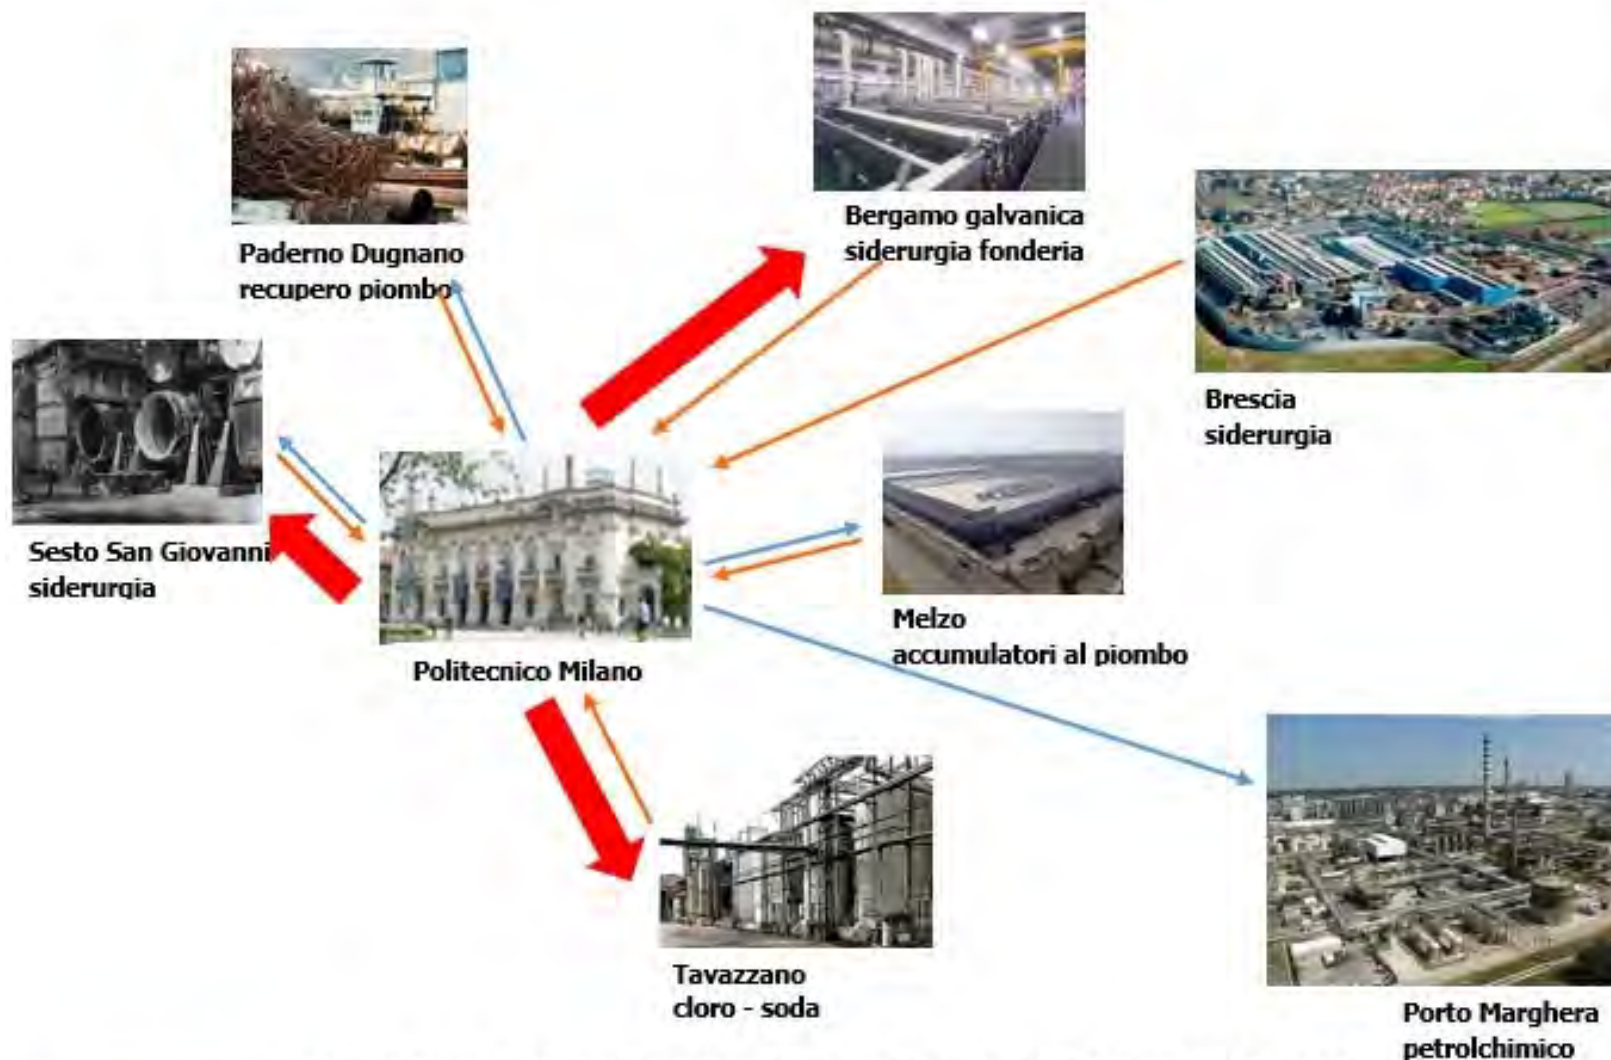 Bergamo galvanica
siderurgia fonderia
Paderno Dugnano
recupero piombo
Brescia
siderurgia
Sesto San Giovanni
siderurgia
Melzo
accumulatori al piombo
Politecnico Milano
Tavazzano
cloro - soda
Porto Marghera
petrolchimico